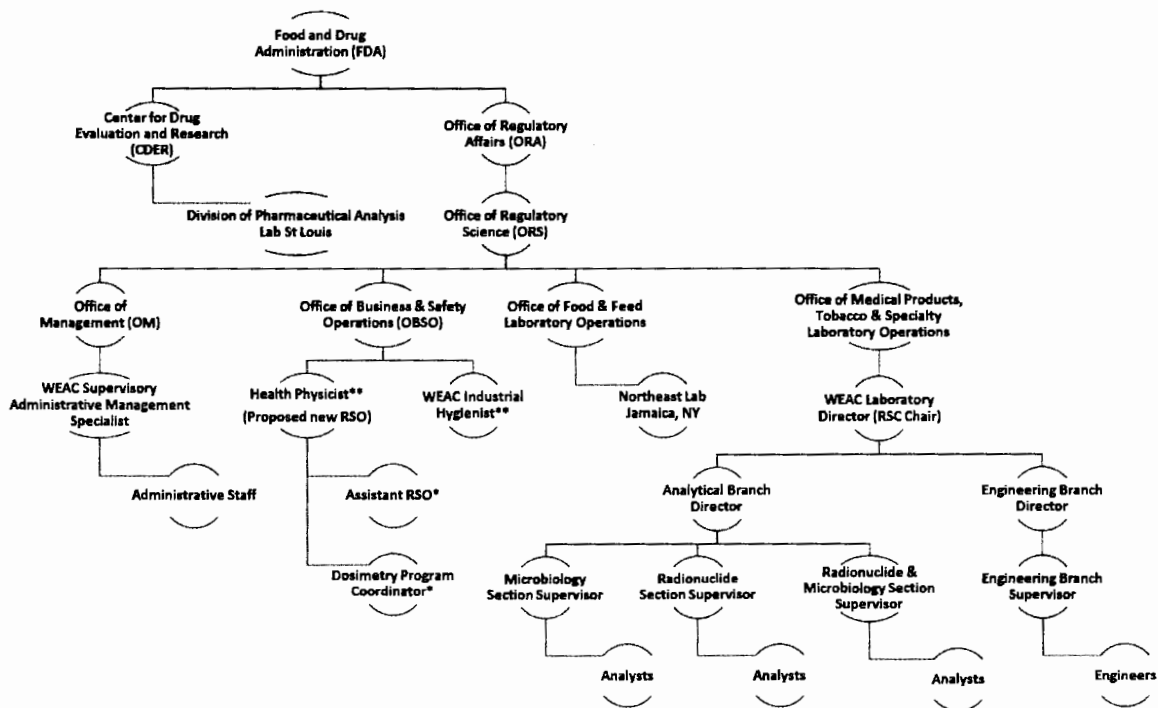 Food and Drug
Administration (FDA)
Center for Drug
Evaluation and Research
(CDER)
Office of Regulatory
Affairs (ORA)
Division of Pharmaceutical Analysis
Lab St Louis
Office of Regulatory
Science (ORS)
Office of
Management (OM)
Office of Business & Safety
Operations (OBSO)
Office of Food & Feed
Laboratory Operations
Office of Medical Products,
Tobacco & Specialty
Laboratory Operations
WEAC Supervisory
Administrative Management
Specialist
Health Physicist**
(Proposed new RSO)
WEAC Industrial
Hygienist**
Northeast Lab
Jamaica, NY
WEAC Laboratory
Director (RSC Chair)
Administrative Staff
Assistant RSO*
Analytical Branch
Director
Engineering Branch
Director
Dosimetry Program
Coordinator*
Microbiology
Section Supervisor
Radionuclide
Section Supervisor
Radionuclide &
Microbiology Section
Supervisor
Engineering Branch
Supervisor
Analysts
Analysts
Analysts
Engineers